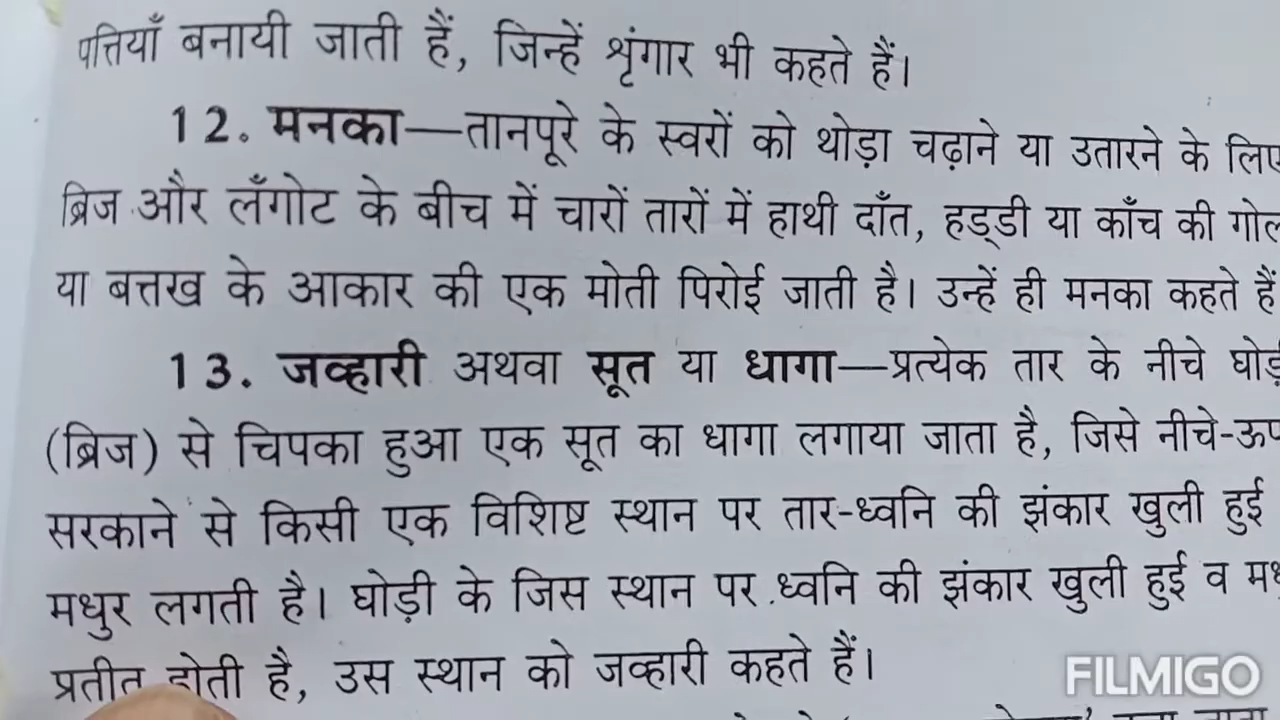 पत्तियाँ बनायी जाती हैं, जिन्हें शृंगार भी कहते हैं।
12. मनका—तानपूरे के स्वरों को थोड़ा चढ़ाने या उतारने के लिए
ब्रिज और लँगोट के बीच में चारों तारों में हाथी दाँत, हड्डी या काँच की
या बत्तख के आकार की एक मोती पिरोई जाती है। उन्हें ही मनका कहते हैं
13. जव्हारी अथवा सूत या धागा—प्रत्येक तार के नीचे
(ब्रिज) से चिपका हुआ एक सूत का धागा लगाया जाता है, जिसे
सरकाने से किसी एक विशिष्ट स्थान पर तार-ध्वनि की झंकार खुली हुई
मधुर लगती है। घोड़ी के जिस स्थान पर ध्वनि की झंकार खुली हुई व
प्रतीत होती है, उस स्थान को जव्हारी कहते हैं।
FILMIGO